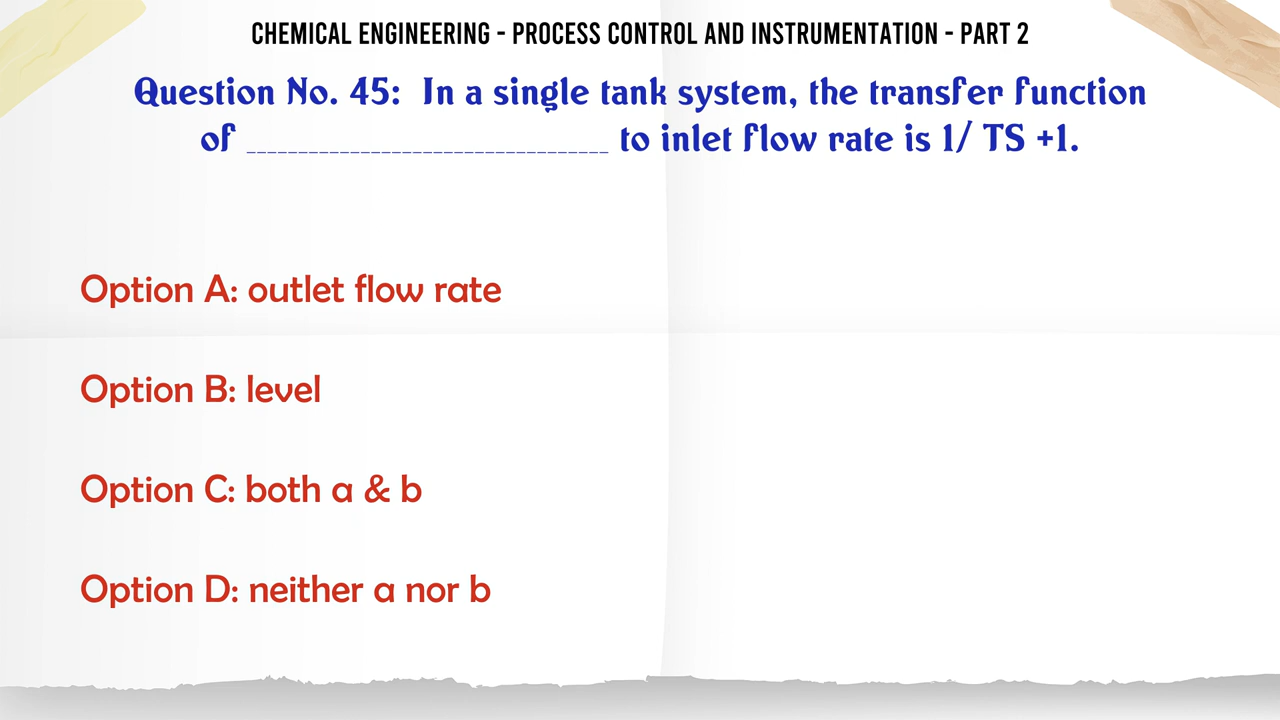 CHEMICAL ENGINEERING - PROCESS CONTROL AND INSTRUMENTATION - PART 2
Question No. 45: In a single tank system, the transfer function
of _________________________________ to inlet flow rate is 1/ TS +1.
Option A: outlet flow rate
Option B: level
Option C: both a & b
Option D: neither a nor b